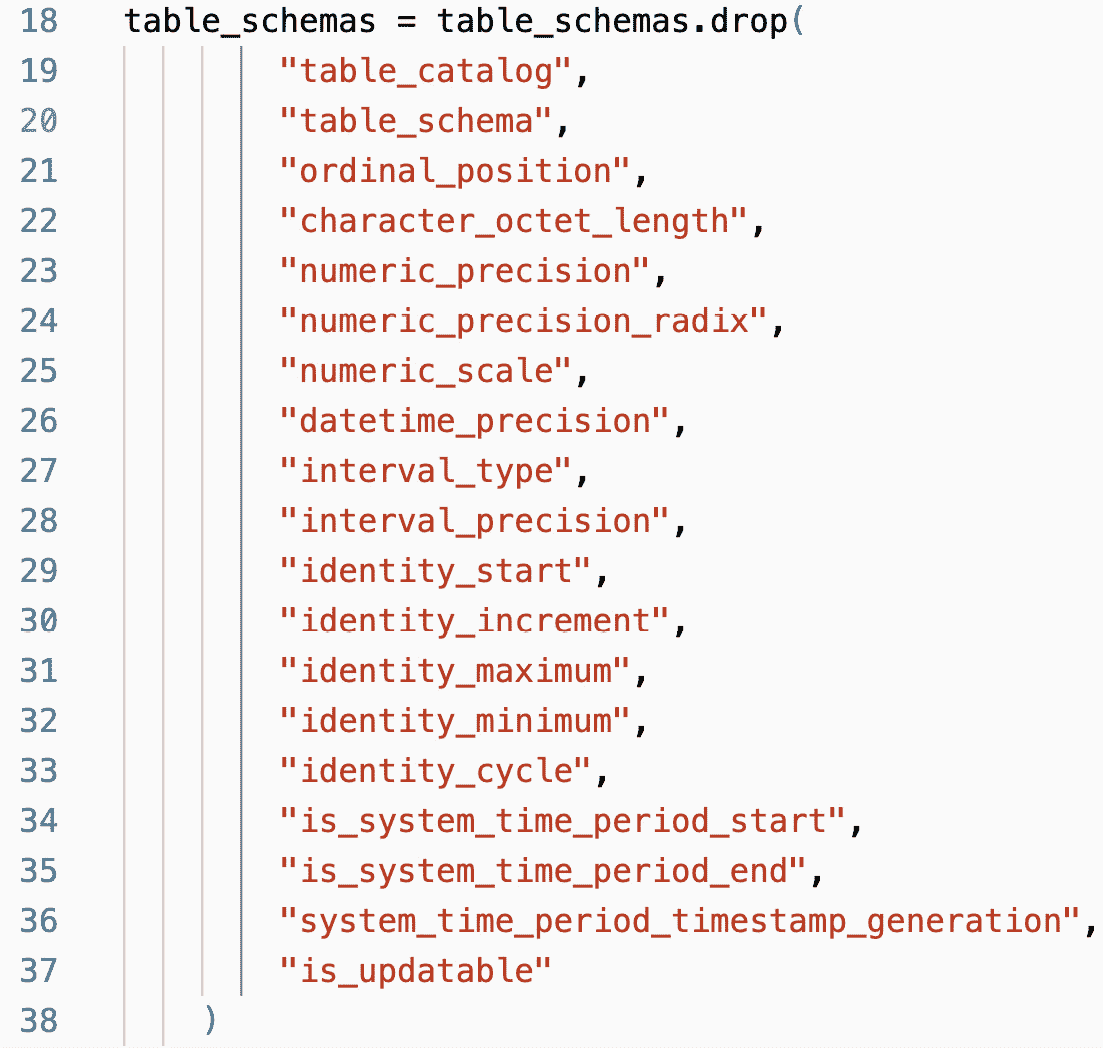 18 table_schemas = table_schemas.drop(
19 "table_catalog",
20 "table_schema",
21 "ordinal_position",
22 "character_octet_length",
23 "numeric_precision",
24 "numeric_precision_radix",
25 "numeric_scale",
26 "datetime_precision",
27 "interval_type",
28 "interval_precision",
29 "identity_start",
30 "identity_increment",
31 "identity_maximum",
32 "identity_minimum",
33 "identity_cycle",
34 "is_system_time_period_start",
35 "is_system_time_period_end",
36 "system_time_period_timestamp_generation",
37 "is_updatable"
38 )